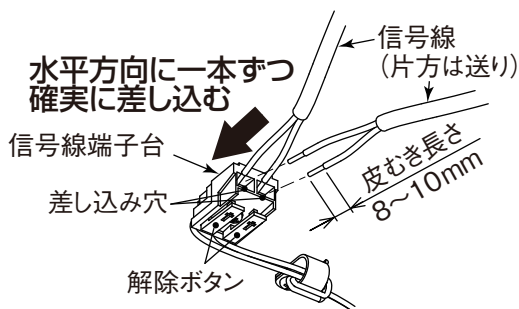 信号線
（片方は送り）
水平方向に一本ずつ
確実に差し込む
信号線端子台
皮むき長さ
8～10mm
差し込み穴
解除ボタン